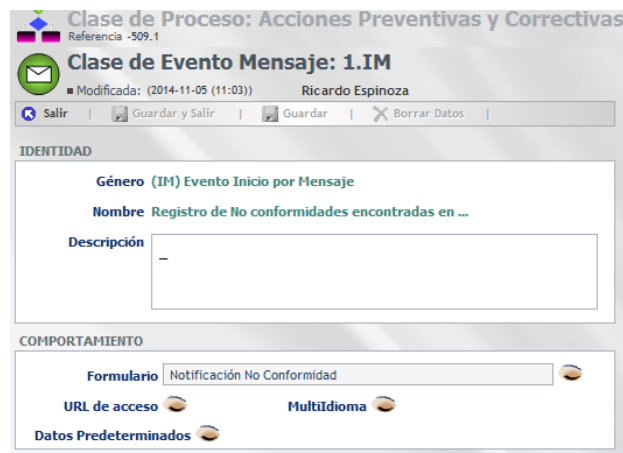 Clase de Proceso: Acciones Preventivas y Correctivas
Referencia -509.1
Clase de Evento Mensaje: 1.IM
Modificada: (2014-11-05 (11:03)) Ricardo Espinoza
Salir | Guardar y Salir | Guardar | Borrar Datos |
IDENTIDAD
Género (IM) Evento Inicio por Mensaje
Nombre Registro de No conformidades encontradas en ...
Descripción
_
COMPORTAMIENTO
Formulario Notificación No Conformidad
URL de acceso MultiIdioma
Datos Predeterminados